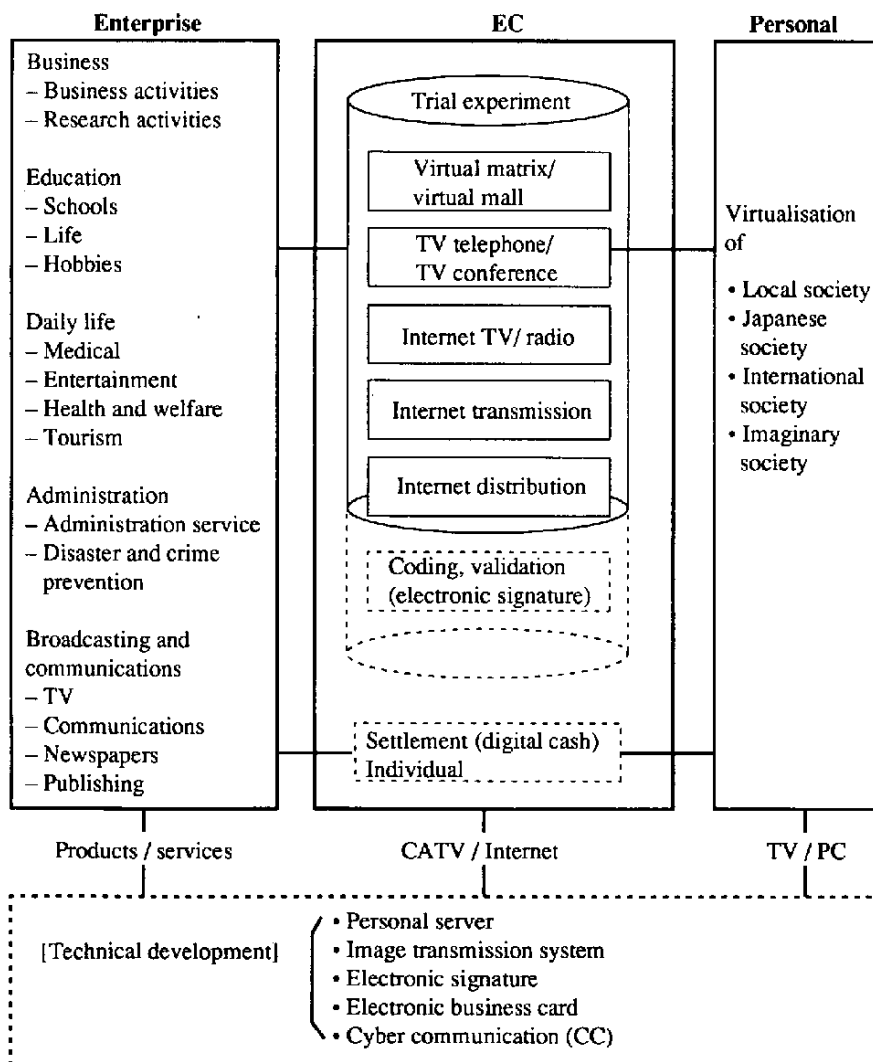 Enterprise
Business
– Business activities
– Research activities
Education
– Schools
– Life
– Hobbies
Daily life
– Medical
– Entertainment
– Health and welfare
– Tourism
Administration
– Administration service
– Disaster and crime
prevention
Broadcasting and
communications
– TV
– Communications
– Newspapers
– Publishing
Products / services
EC
Trial experiment
Virtual matrix/
virtual mall
TV telephone/
TV conference
Internet TV/ radio
Internet transmission
Internet distribution
Coding, validation
(electronic signature)
Settlement (digital cash)
Individual
CATV / Internet
Personal
Virtualisation
of
• Local society
• Japanese
society
• International
society
• Imaginary
society
TV / PC
[Technical development]
• Personal server
• Image transmission system
• Electronic signature
• Electronic business card
• Cyber communication (CC)